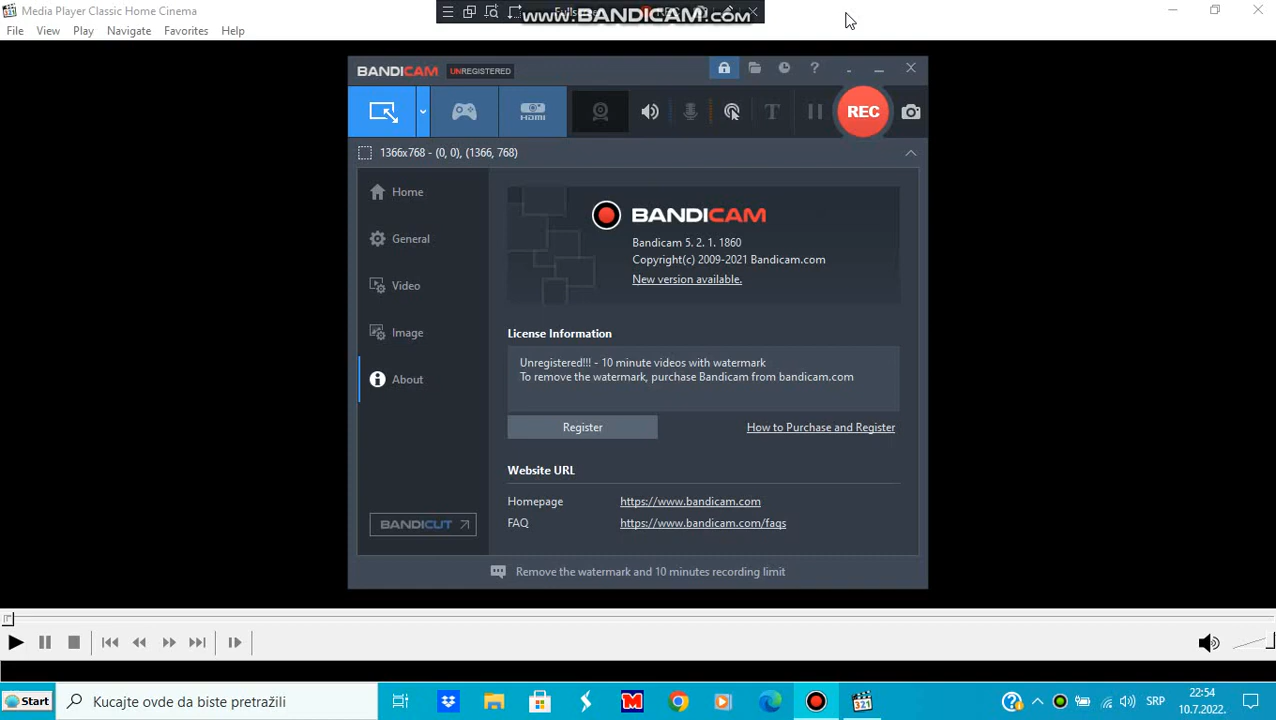 Media Player Classic Home Cinema
www.BANDICAM.com
File View Play Navigate Favorites Help
BANDICAM UNREGISTERED
HDMI
T
REC
1366x768 - (0, 0), (1366, 768)
Home
General
Video
Image
About
BANDICUT
BANDICAM
Bandicam 5. 2. 1. 1860
Copyright(c) 2009-2021 Bandicam.com
New version available.
License Information
Unregistered!!! - 10 minute videos with watermark
To remove the watermark, purchase Bandicam from bandicam.com
Register
How to Purchase and Register
Website URL
Homepage https://www.bandicam.com
FAQ https://www.bandicam.com/faqs
Remove the watermark and 10 minutes recording limit
Start
Kucajte ovde da biste pretražili
321
SRP
22:54
10.7.2022.